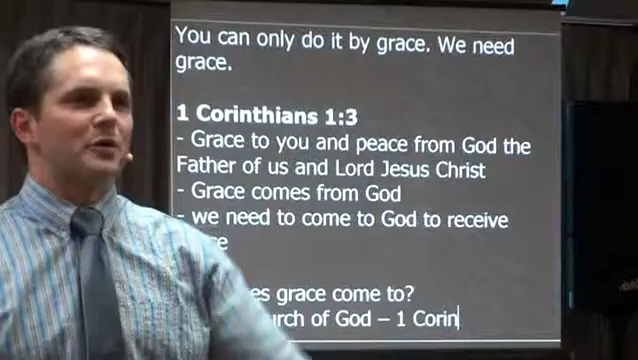 You can only do it by grace. We need
grace.
1 Corinthians 1:3
- Grace to you and peace from God the
Father of us and Lord Jesus Christ
- Grace comes from God
- we need to come to God to receive
grace come to?
of God – 1 Corin